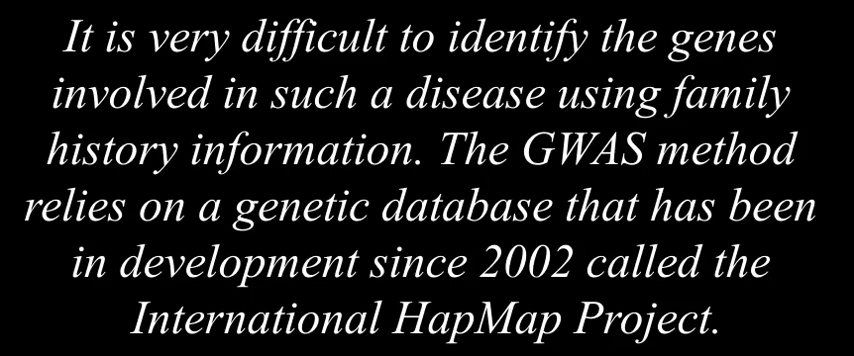 It is very difficult to identify the genes
involved in such a disease using family
history information. The GWAS method
relies on a genetic database that has been
in development since 2002 called the
International HapMap Project.